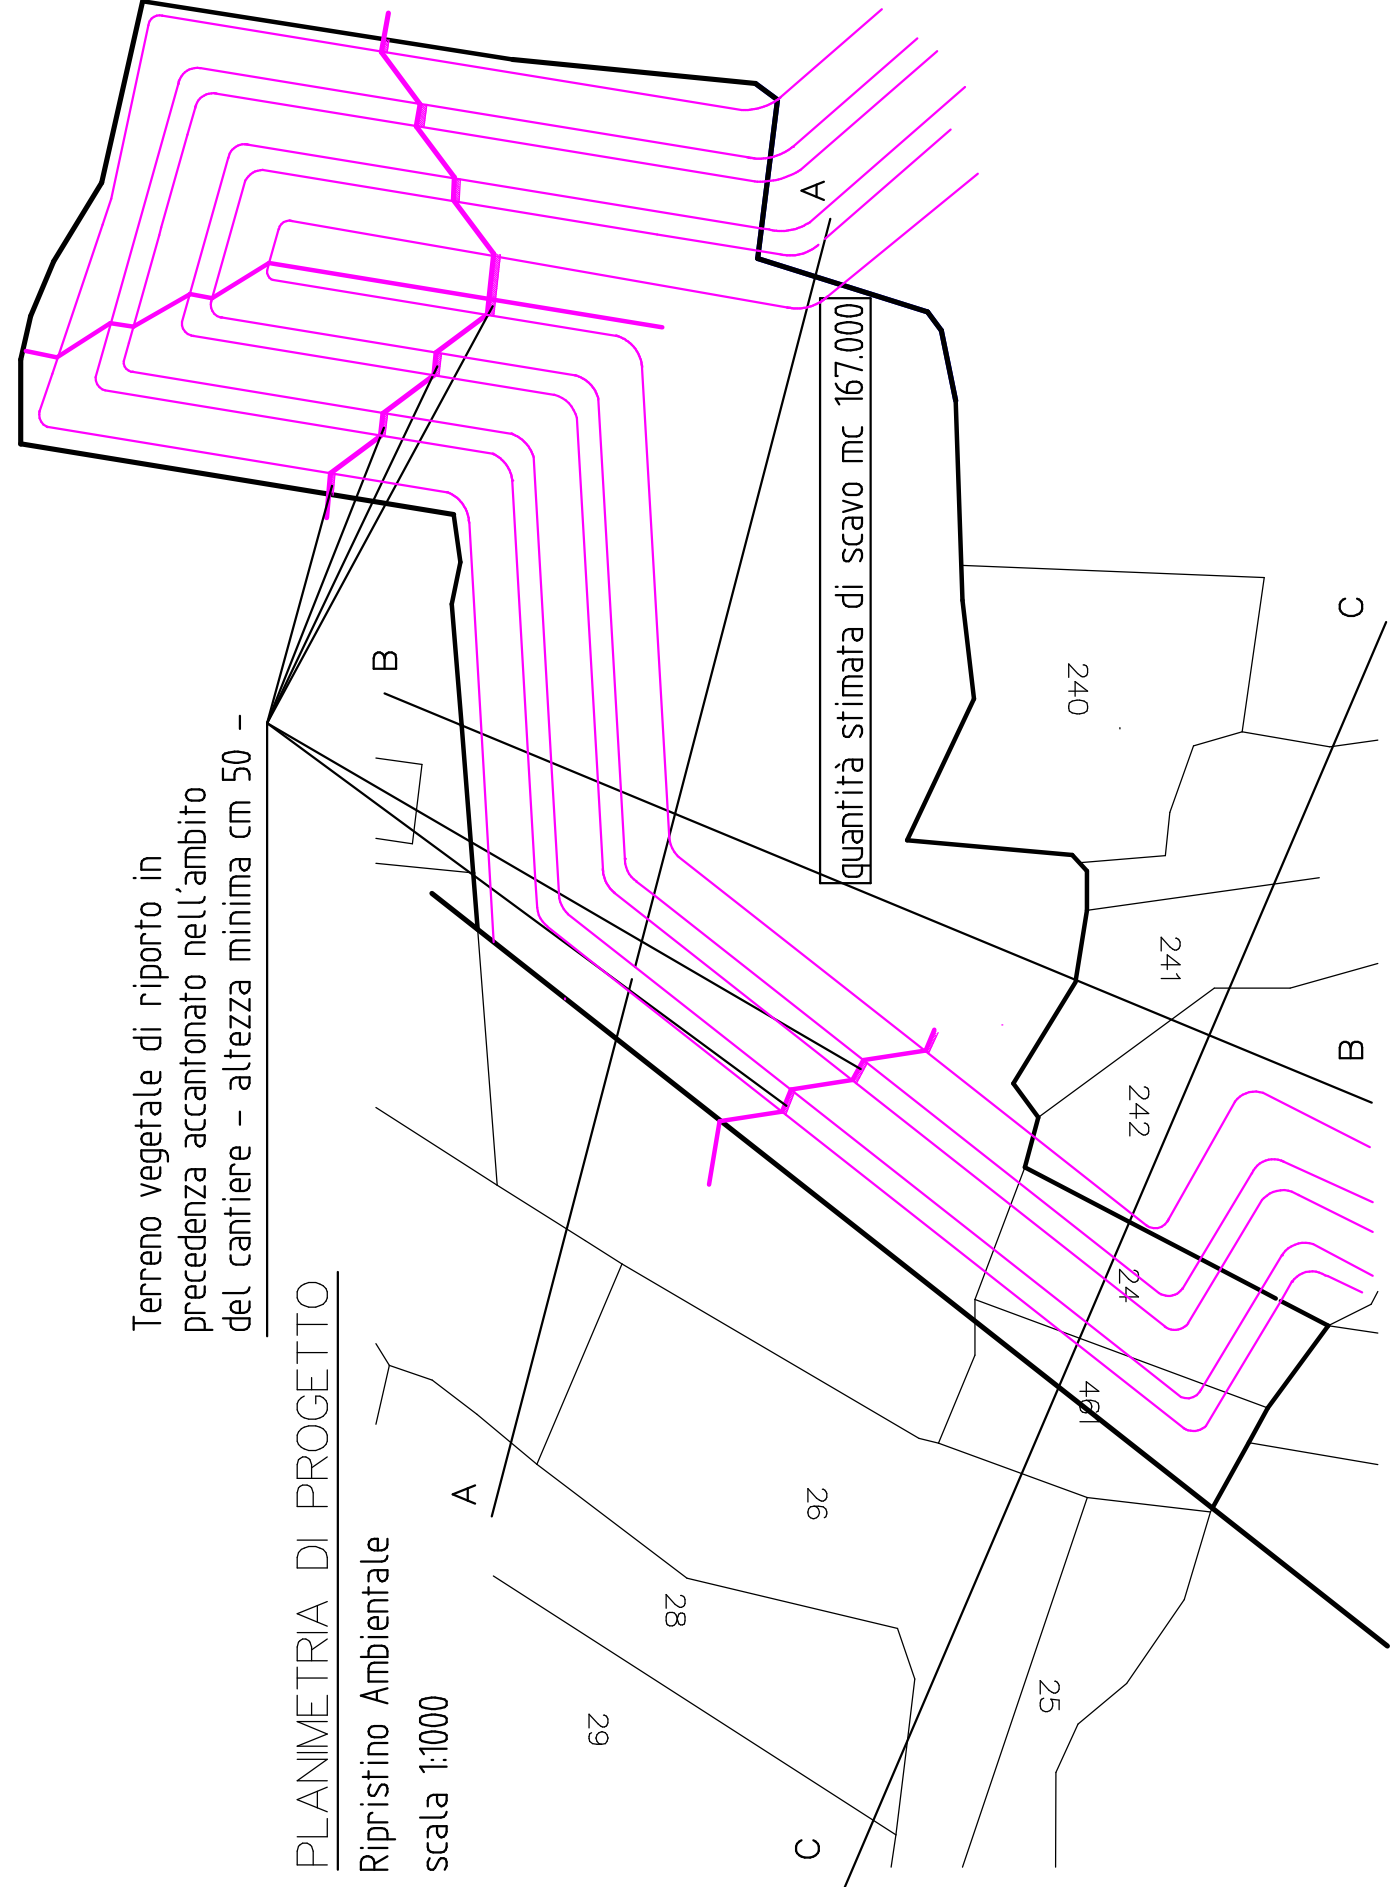 Terreno vegetale di riporto in
precedenza accantonato nell'ambito
del cantiere - altezza minima cm 50 -
PLANIMETRIA DI PROGETTO
Ripristino Ambientale
scala 1:1000
quantità stimata di scavo mc 167.000
A
A
B
B
C
C
240
241
242
24
461
26
28
29
25